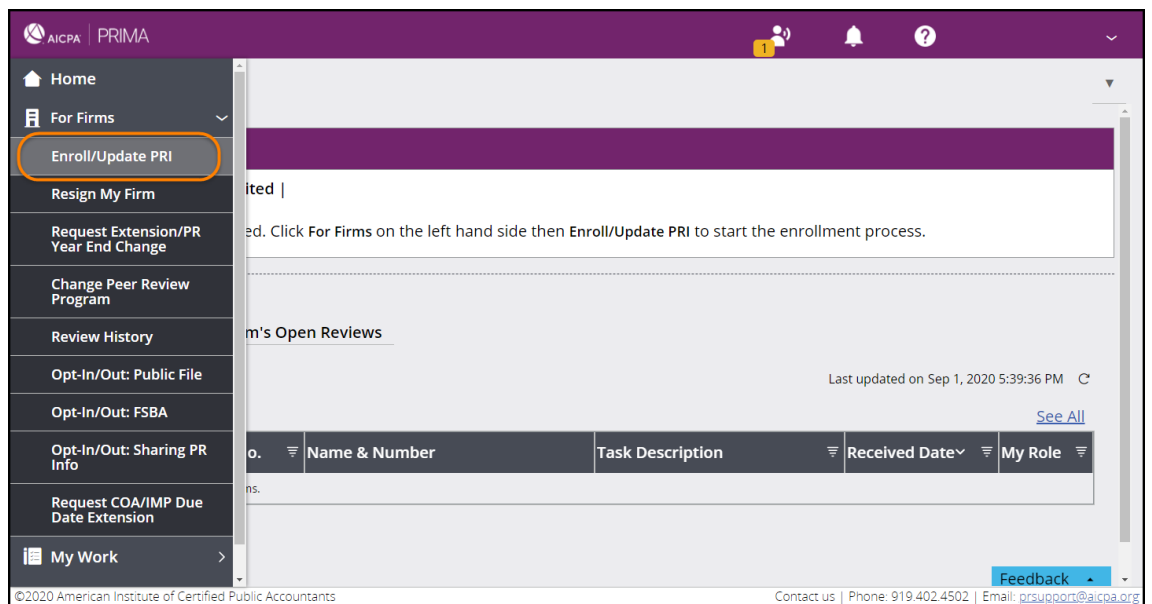 AICPA | PRIMA
1
Home
For Firms
Enroll/Update PRI
ited |
Resign My Firm
ed. Click For Firms on the left hand side then Enroll/Update PRI to start the enrollment process.
Request Extension/PR
Year End Change
Change Peer Review
Program
Review History
m's Open Reviews
Opt-In/Out: Public File
Last updated on Sep 1, 2020 5:39:36 PM
Opt-In/Out: FSBA
See All
Opt-In/Out: Sharing PR
Info
o. Name & Number Task Description Received Date My Role
ns.
Request COA/IMP Due
Date Extension
My Work
Feedback
©2020 American Institute of Certified Public Accountants
Contact us | Phone: 919.402.4502 | Email: prsupport@aicpa.org